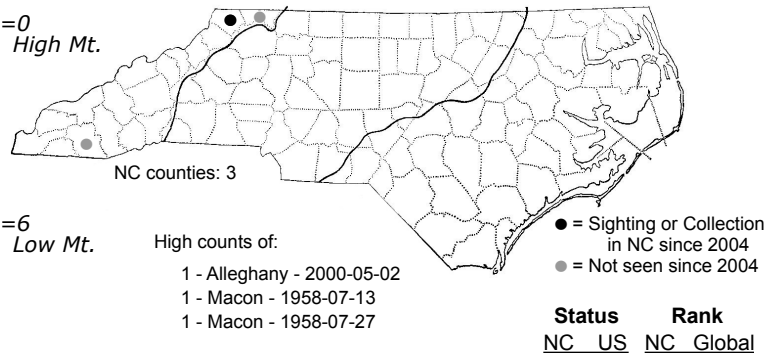 =0
High Mt.
NC counties: 3
=6
Low Mt.
High counts of:
1 - Alleghany - 2000-05-02
1 - Macon - 1958-07-13
1 - Macon - 1958-07-27
● = Sighting or Collection
in NC since 2004
● = Not seen since 2004
Status Rank
NC US NC Global